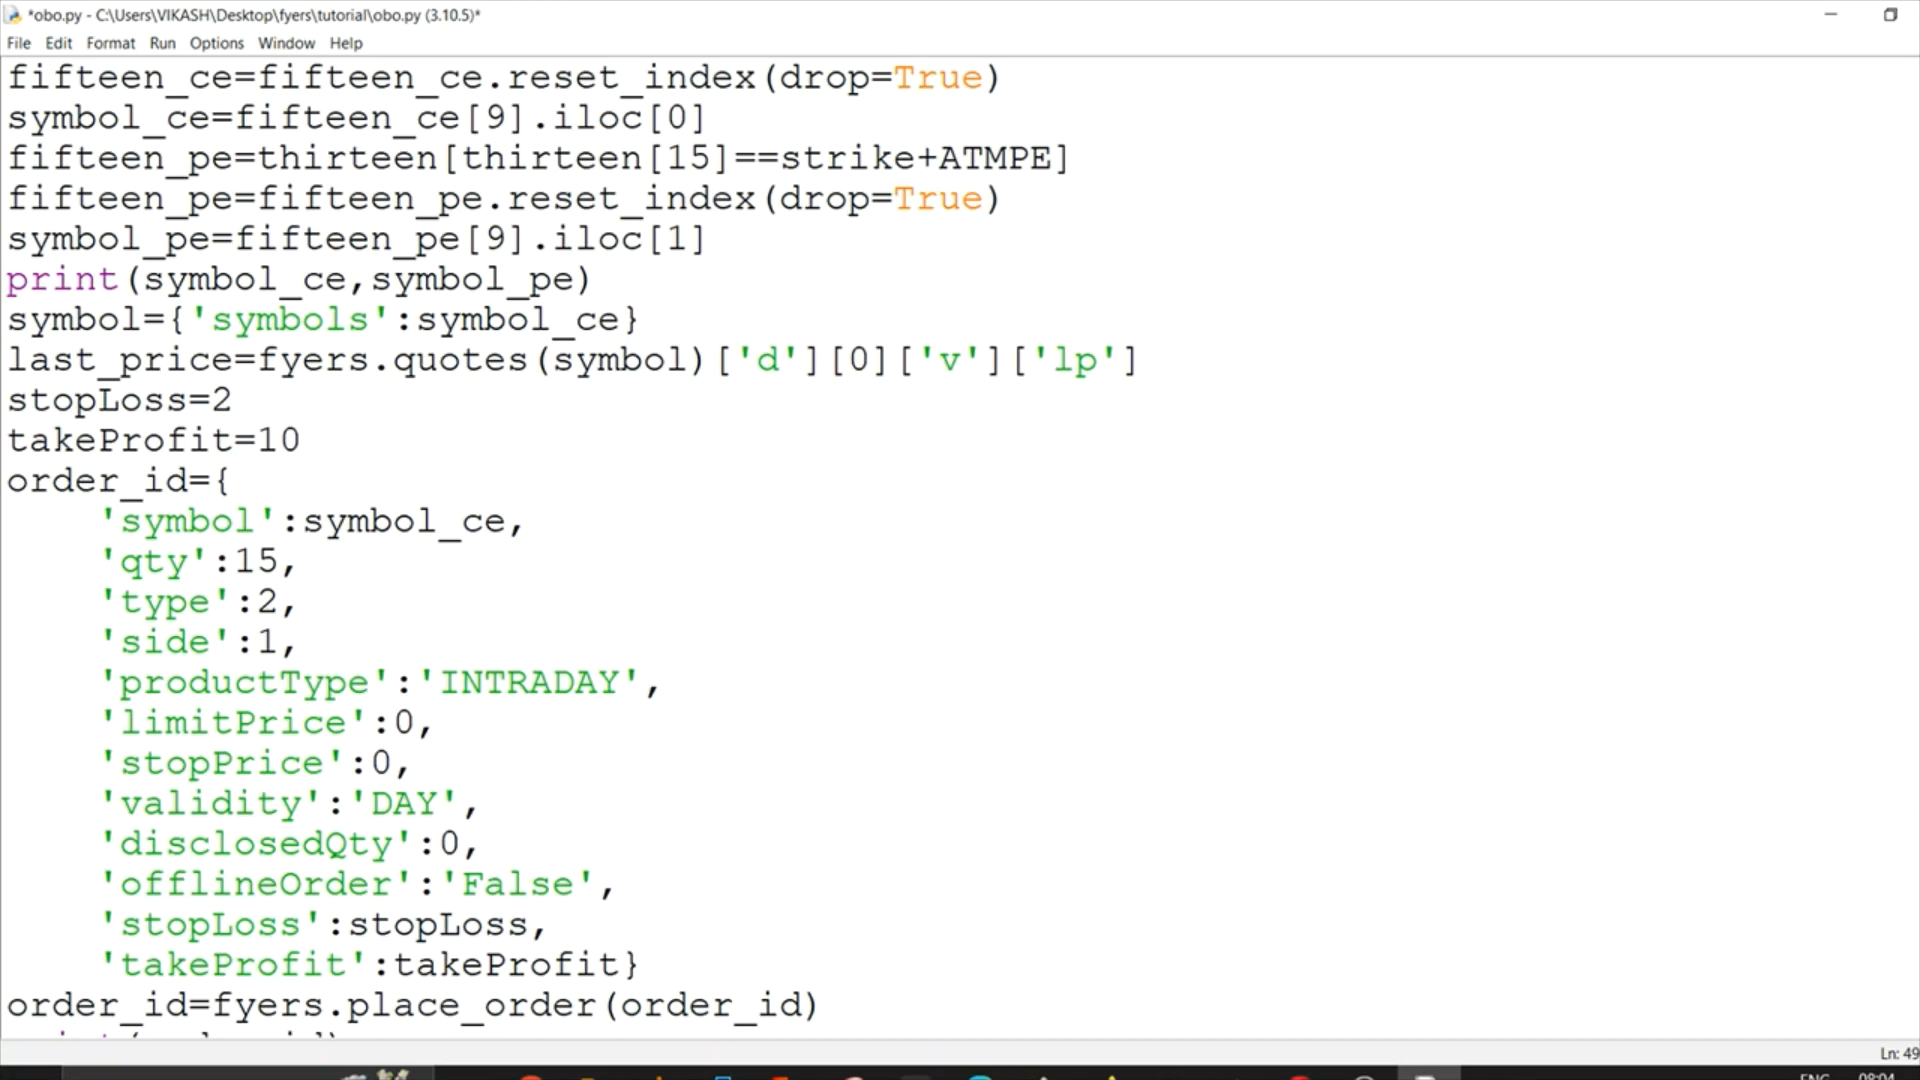 *obo.py - C:\Users\VIKASH\Desktop\fyers\tutorial\obo.py (3.10.5)*
File Edit Format Run Options Window Help
fifteen_ce=fifteen_ce.reset_index(drop=True)
symbol_ce=fifteen_ce[9].iloc[0]
fifteen_pe=thirteen[thirteen[15]==strike+ATMPE]
fifteen_pe=fifteen_pe.reset_index(drop=True)
symbol_pe=fifteen_pe[9].iloc[1]
print(symbol_ce,symbol_pe)
symbol={'symbols':symbol_ce}
last_price=fyers.quotes(symbol)['d'][0]['v']['lp']
stopLoss=2
takeProfit=10
order_id={
'symbol':symbol_ce,
'qty':15,
'type':2,
'side':1,
'productType':'INTRADAY',
'limitPrice':0,
'stopPrice':0,
'validity':'DAY',
'disclosedQty':0,
'offlineOrder':'False',
'stopLoss':stopLoss,
'takeProfit':takeProfit}
order_id=fyers.place_order(order_id)
Ln: 49